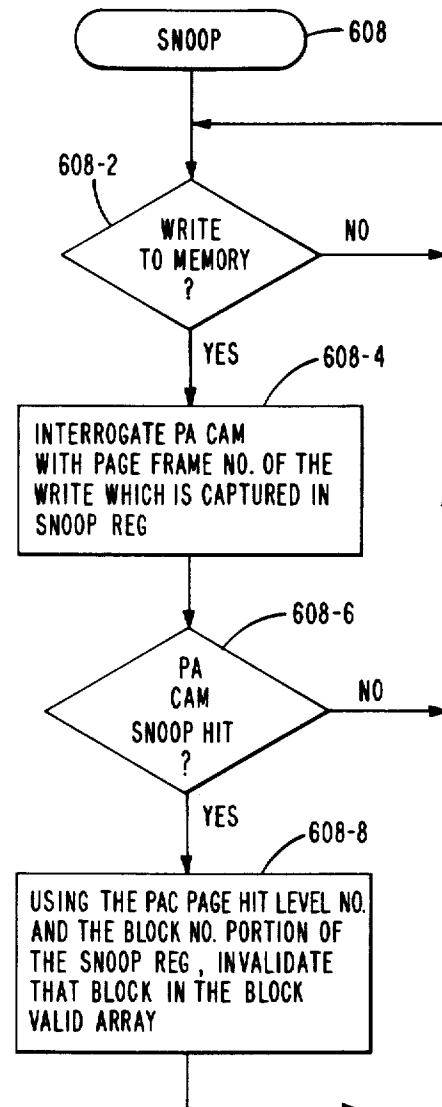 SNOOP
608
608-2
WRITE
TO MEMORY
?
NO
YES
608-4
INTERROGATE PA CAM
WITH PAGE FRAME NO. OF THE
WRITE WHICH IS CAPTURED IN
SNOOP REG
608-6
PA
CAM
SNOOP HIT
?
NO
YES
608-8
USING THE PAC PAGE HIT LEVEL NO.
AND THE BLOCK NO. PORTION OF
THE SNOOP REG, INVALIDATE
THAT BLOCK IN THE BLOCK
VALID ARRAY